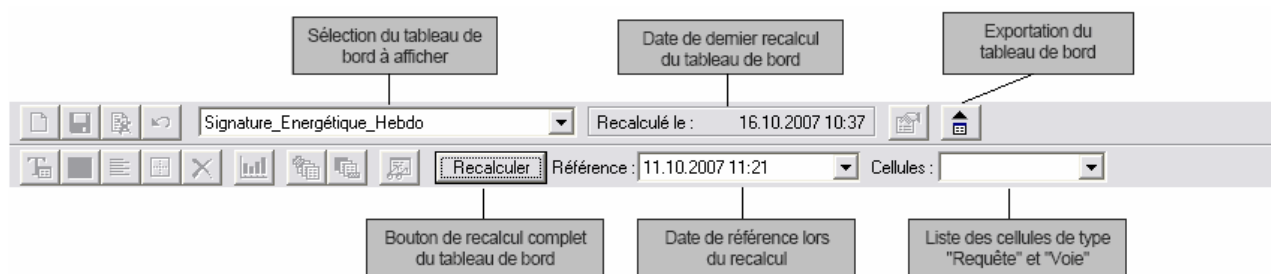 Sélection du tableau de
bord à afficher
Date de dernier recalcul
du tableau de bord
Exportation du
tableau de bord
Signature_Energétique_Hebdo
Recalculé le : 16.10.2007 10:37
Recalculer Référence : 11.10.2007 11:21 Cellules :
Bouton de recalcul complet
du tableau de bord
Date de référence lors
du recalcul
Liste des cellules de type
"Requête" et "Voie"